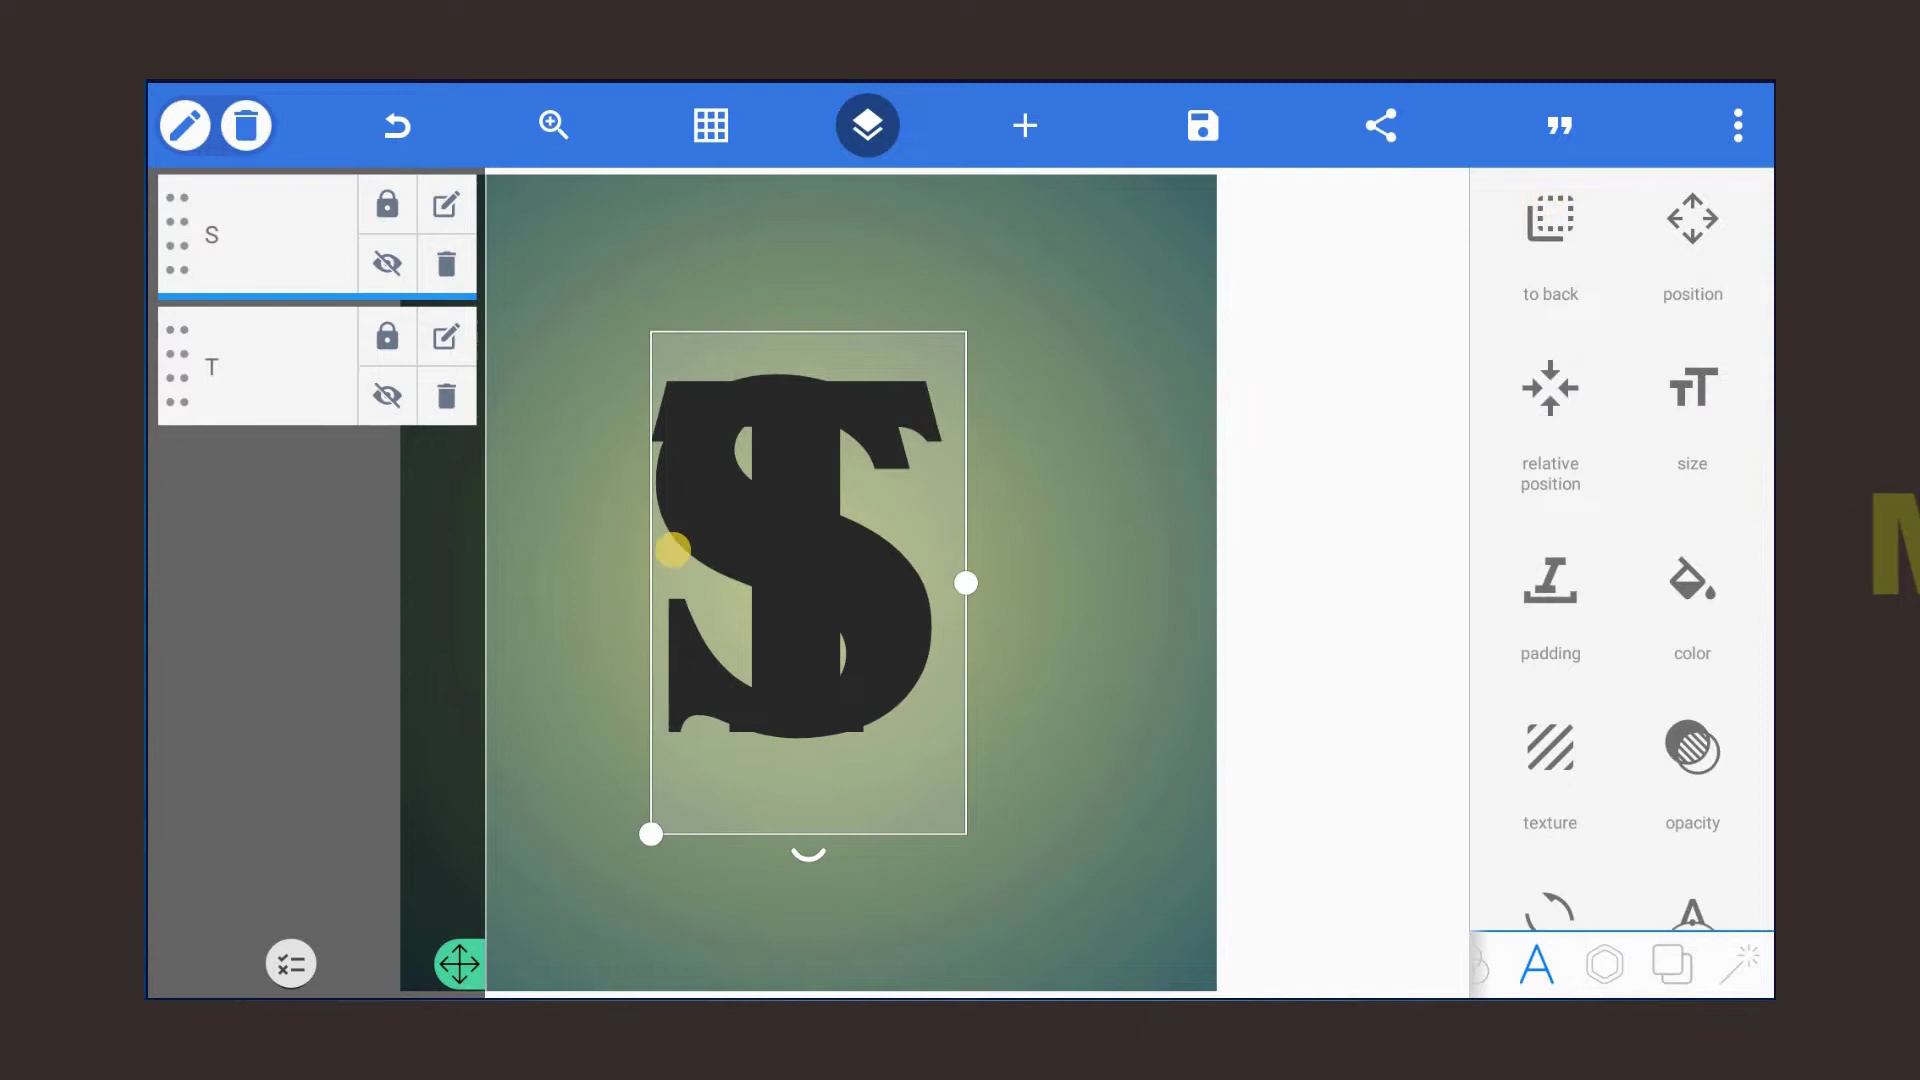 S
T
S
T
to back
position
relative
position
size
padding
color
texture
opacity
M